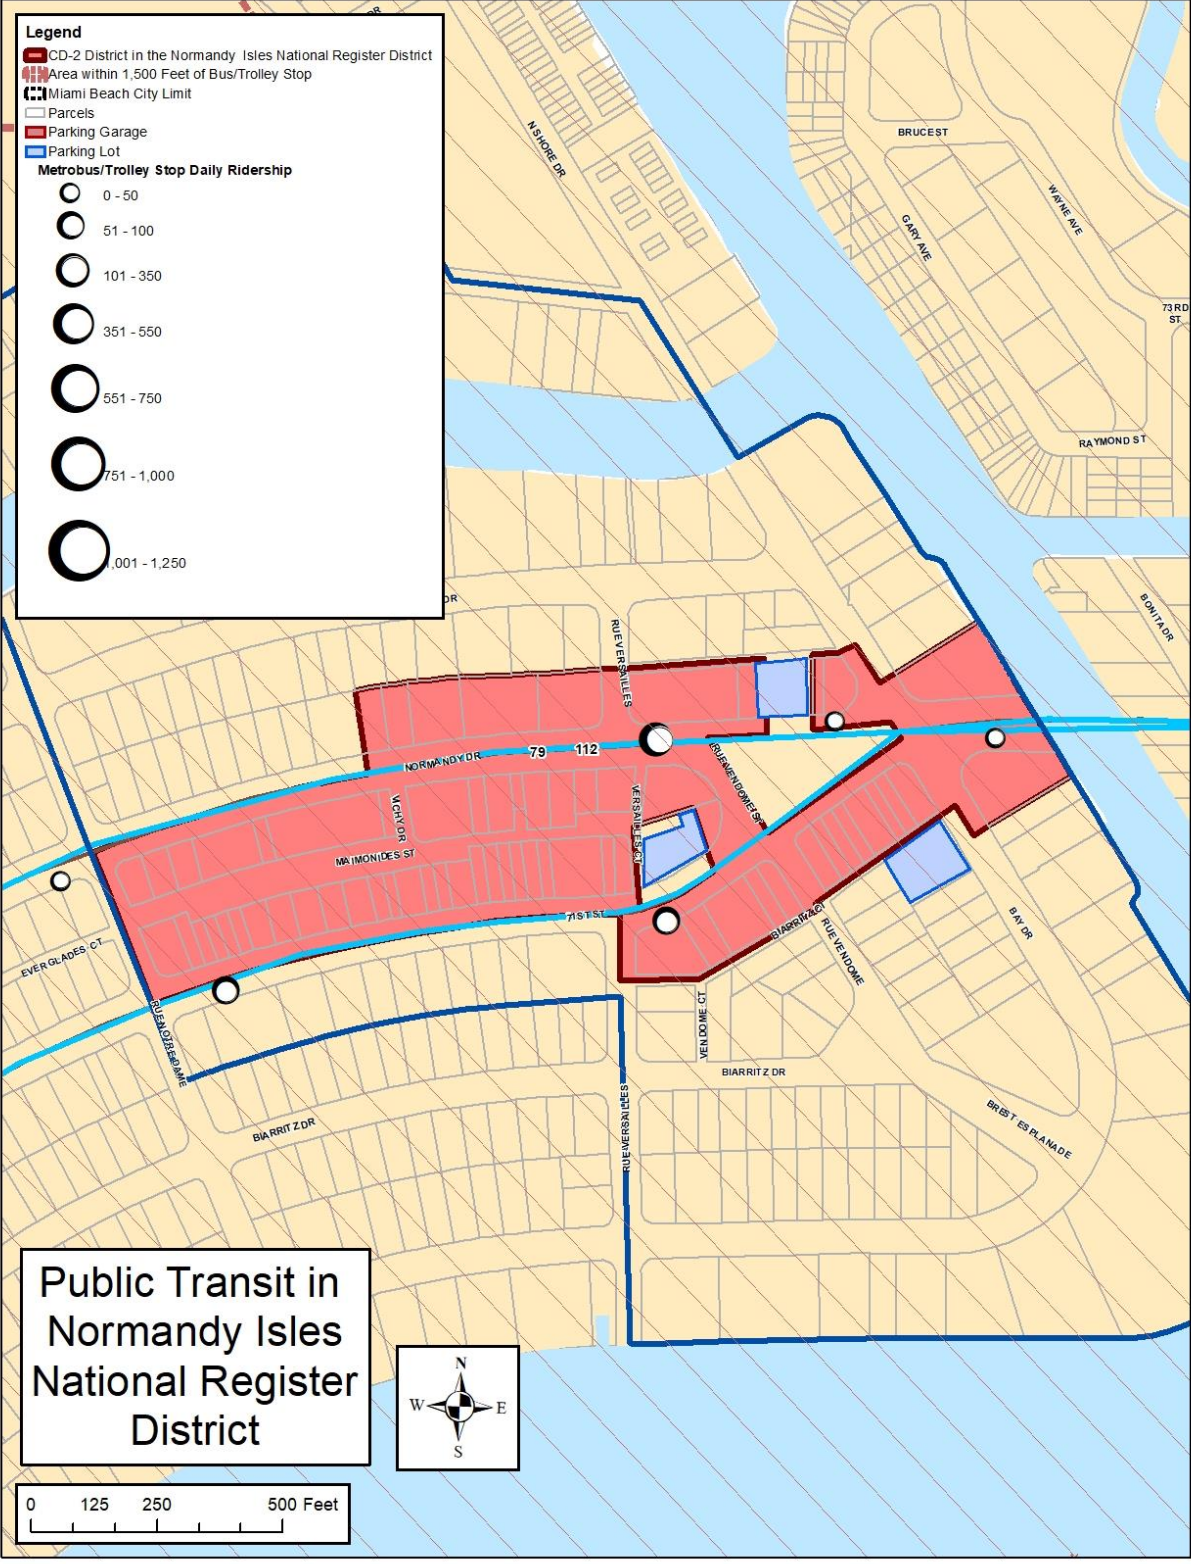 Legend
CD-2 District in the Normandy Isles National Register District
Area within 1,500 Feet of Bus/Trolley Stop
Miami Beach City Limit
Parcels
Parking Garage
Parking Lot
Metrobus/Trolley Stop Daily Ridership
0 - 50
51 - 100
101 - 350
351 - 550
551 - 750
751 - 1,000
,001 - 1,250
DR
N SHORE DR
BRUCE ST
WAYNE AVE
GARY AVE
73RD
ST
RAYMOND ST
BONITA DR
DR
RUE VERSAILLES
NORMANDY DR
79
112
RUE VENDOME ST
VICHY DR
VERSAILLES CT
MAIMONIDES ST
71ST ST
BIARRITZ CT
RUE VENDOME
BAY DR
EVERGLADES CT
RUE NOTRE DAME
VENDOME CT
BIARRITZ DR
BIARRITZ DR
RUE VERSAILLES
BREST ESPLANADE
Public Transit in
Normandy Isles
National Register
District
N
W
E
S
0
125
250
500 Feet